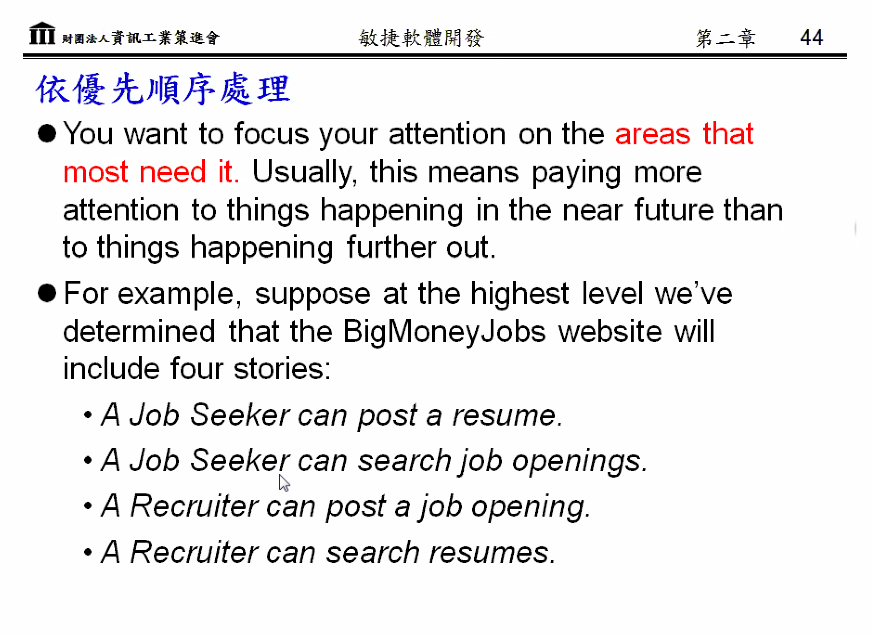 財團法人資訊工業策進會 敏捷軟體開發 第二章 44
依優先順序處理
● You want to focus your attention on the areas that
most need it. Usually, this means paying more
attention to things happening in the near future than
to things happening further out.
● For example, suppose at the highest level we've
determined that the BigMoneyJobs website will
include four stories:
• A Job Seeker can post a resume.
• A Job Seeker can search job openings.
• A Recruiter can post a job opening.
• A Recruiter can search resumes.